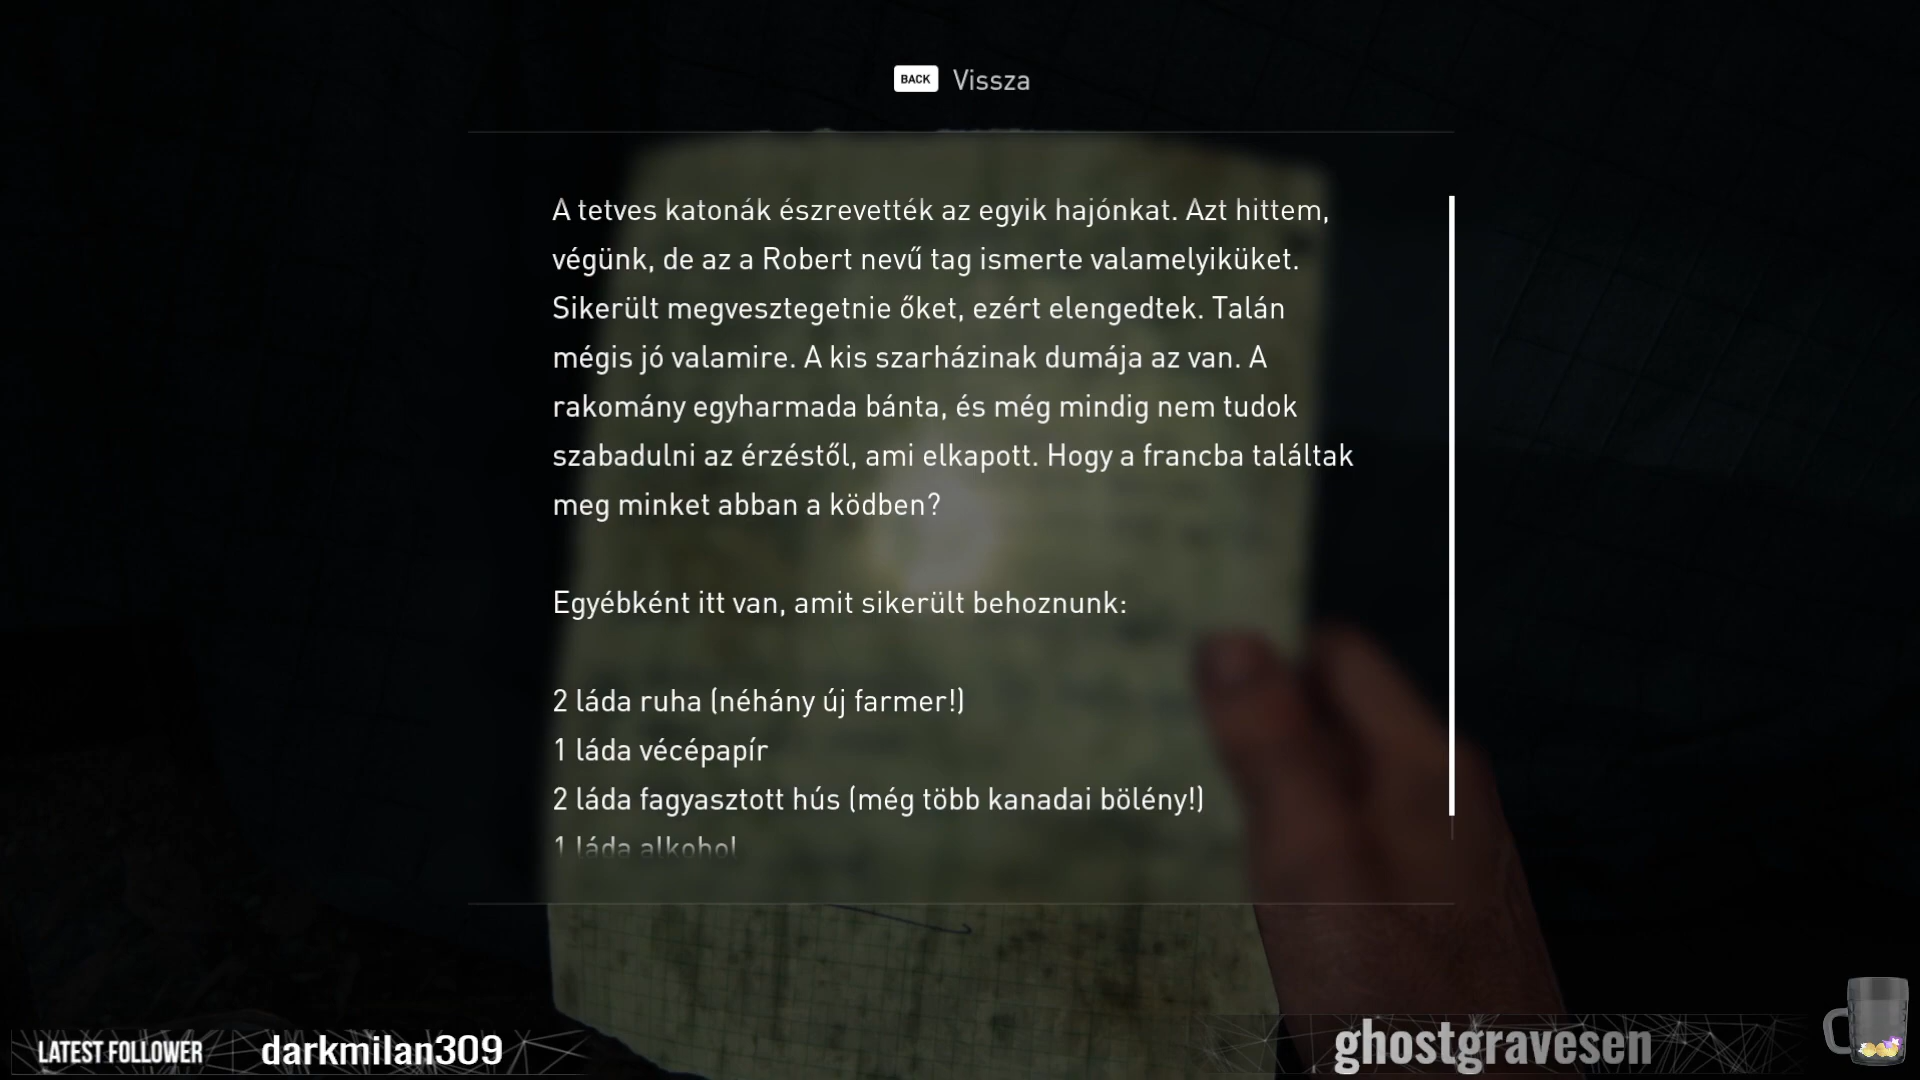 BACK Vissza
A tetves katonák észrevették az egyik hajónkat. Azt hittem,
végünk, de az a Robert nevű tag ismerte valamelyiküket.
Sikerült megvesztegetnie őket, ezért elengedtek. Talán
mégis jó valamire. A kis szarházinak dumája az van. A
rakomány egyharmada bánta, és még mindig nem tudok
szabadulni az érzéstől, ami elkapott. Hogy a francba találtak
meg minket abban a ködben?
Egyébként itt van, amit sikerült behoznunk:
2 láda ruha (néhány új farmer!)
1 láda vécépapír
2 láda fagyasztott hús (még több kanadai bölény!)
1 láda alkohol
LATEST FOLLOWER darkmilan309
ghostgravesen